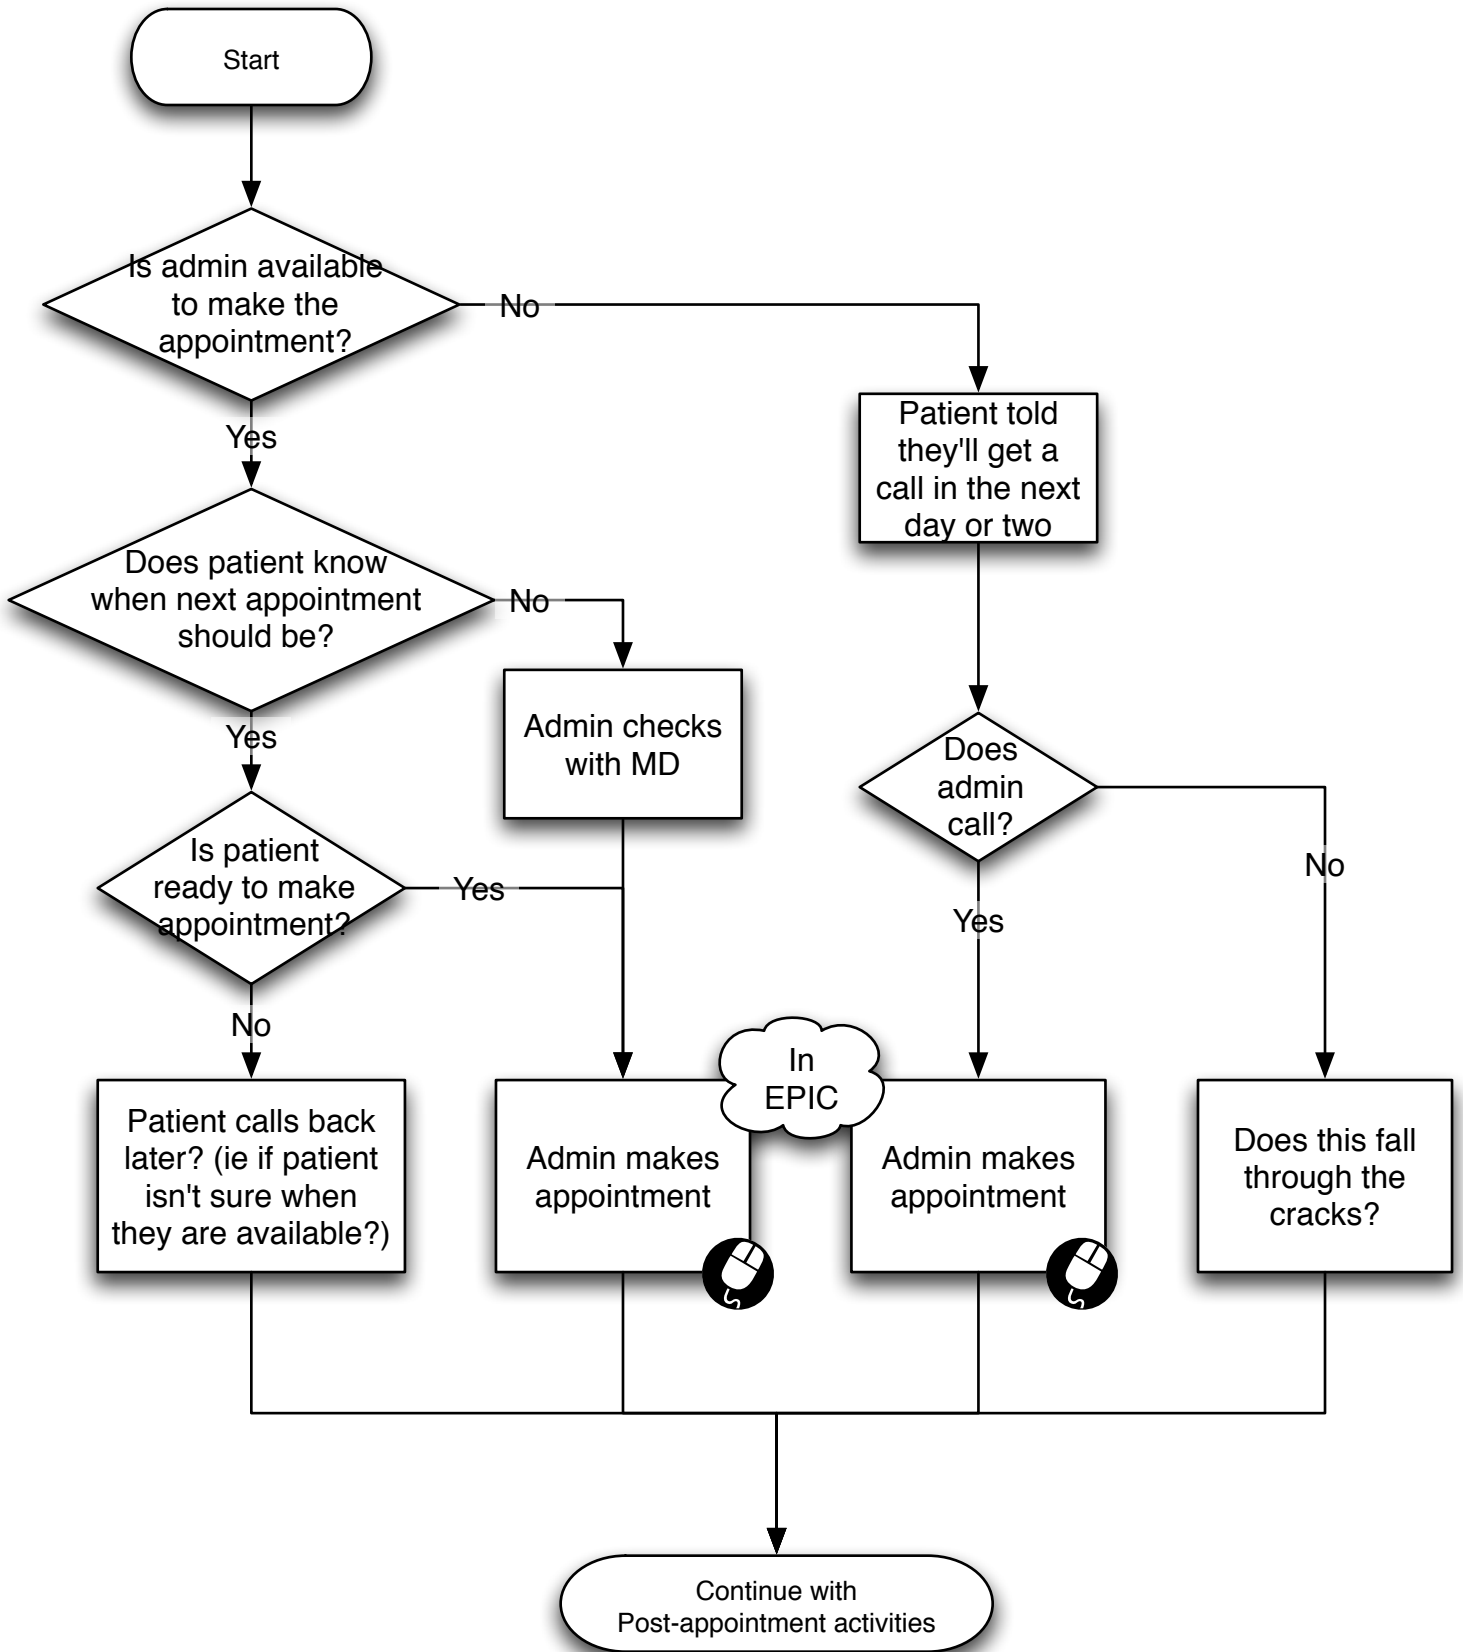 Start
Is admin available
to make the
appointment?
No
Yes
Patient told
they'll get a
call in the next
day or two
Does patient know
when next appointment
should be?
No
Yes
Admin checks
with MD
Does
admin
call?
No
Yes
Is patient
ready to make
appointment?
Yes
No
In
EPIC
Patient calls back
later? (ie if patient
isn't sure when
they are available?)
Admin makes
appointment
Admin makes
appointment
Does this fall
through the
cracks?
Continue with
Post-appointment activities